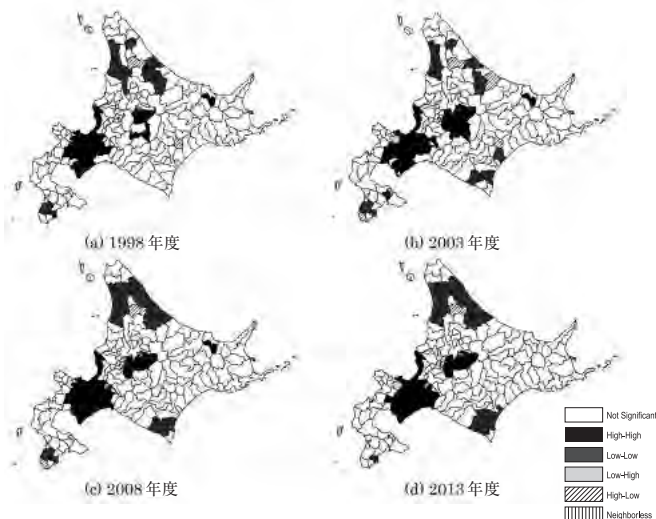 (a) 1998 年度
(b) 2003 年度
(c) 2008 年度
(d) 2013 年度
Not Significant
High-High
Low-Low
Low-High
High-Low
Neighborless